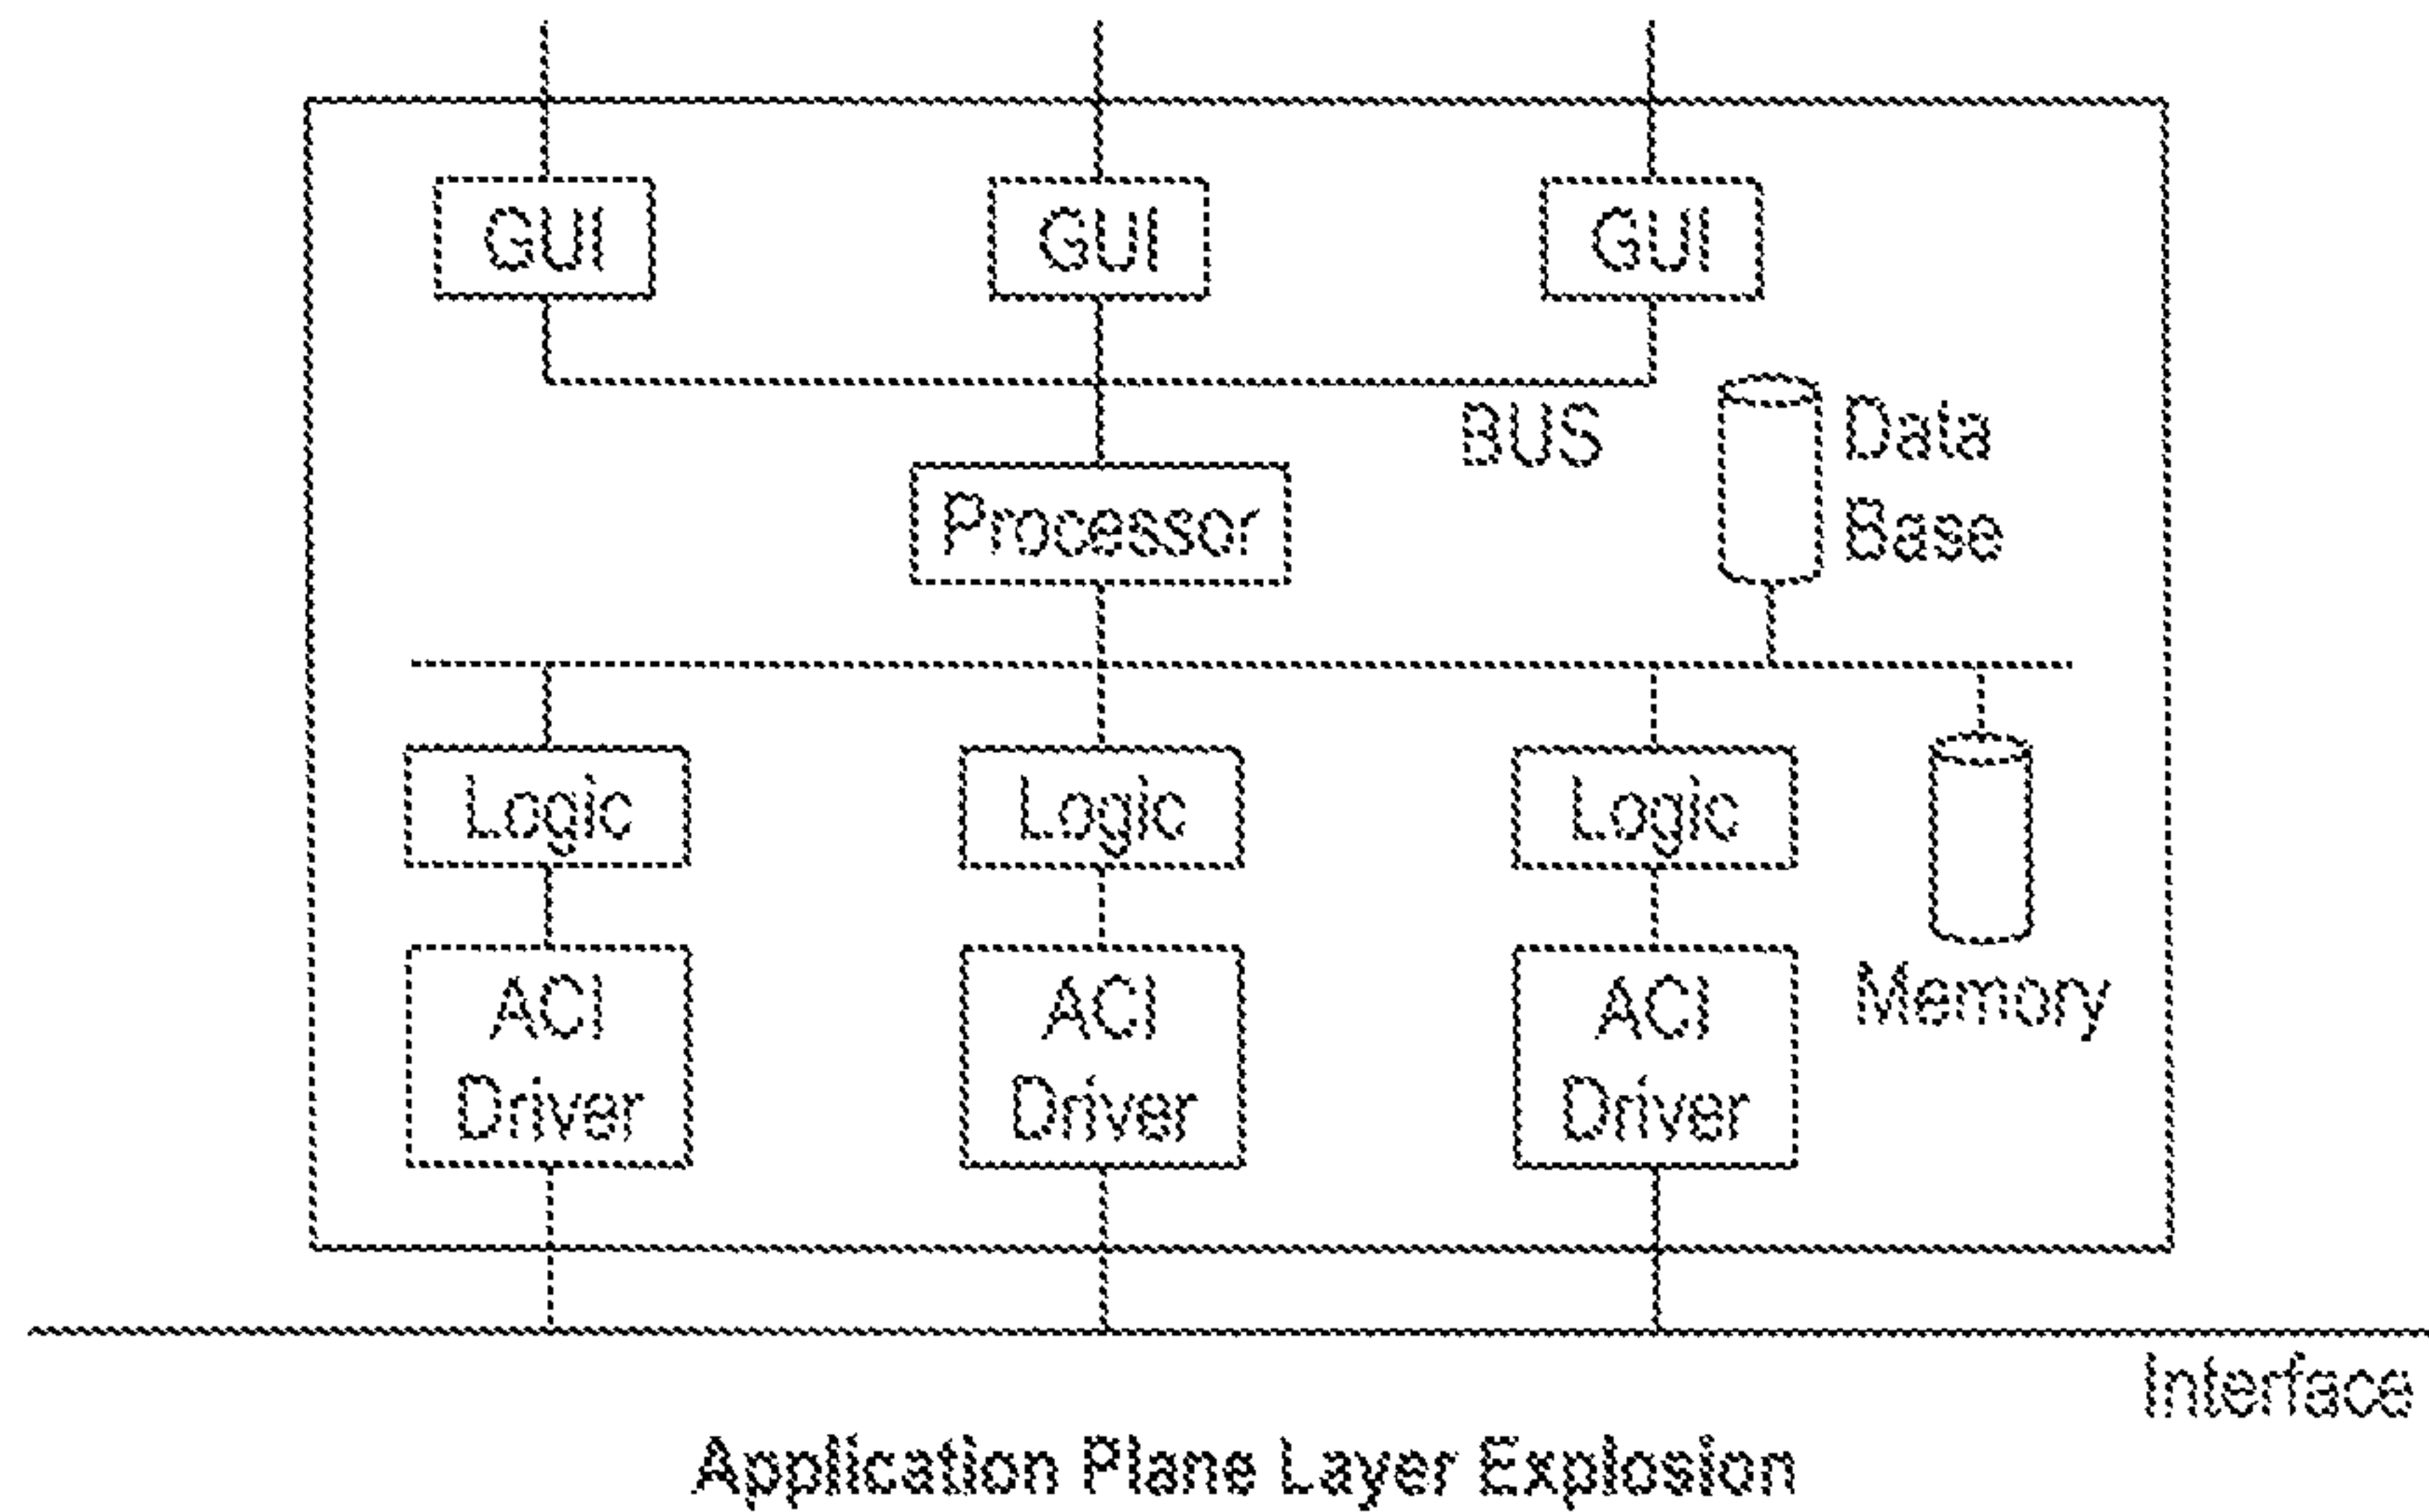 GUI
GUI
GUI
BUS
Data
Base
Processor
Logic
Logic
Logic
ACI
Driver
ACI
Driver
ACI
Driver
Memory
Interface
Application Plane Layer Explosion